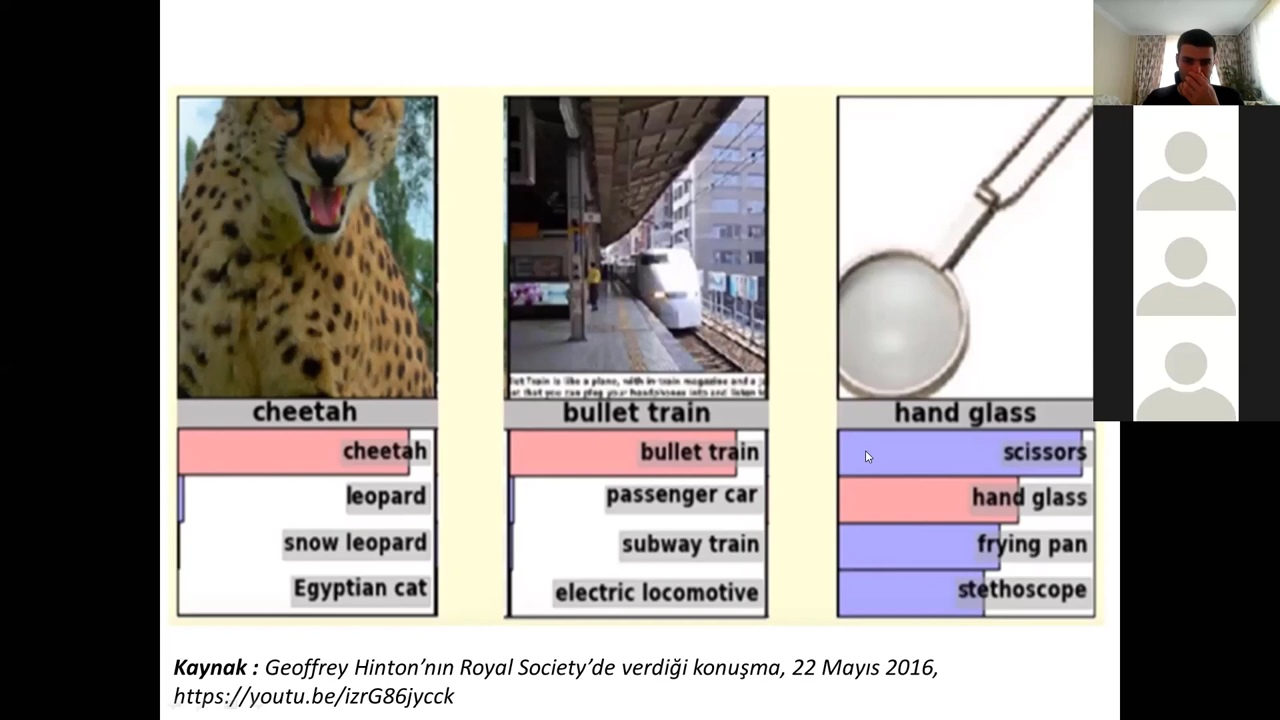 cheetah
cheetah
leopard
snow leopard
Egyptian cat
bullet train
bullet train
passenger car
subway train
electric locomotive
hand glass
scissors
hand glass
frying pan
stethoscope
Kaynak : Geoffrey Hinton’nın Royal Society’de verdiği konuşma, 22 Mayıs 2016,
https://youtu.be/izrG86jycck